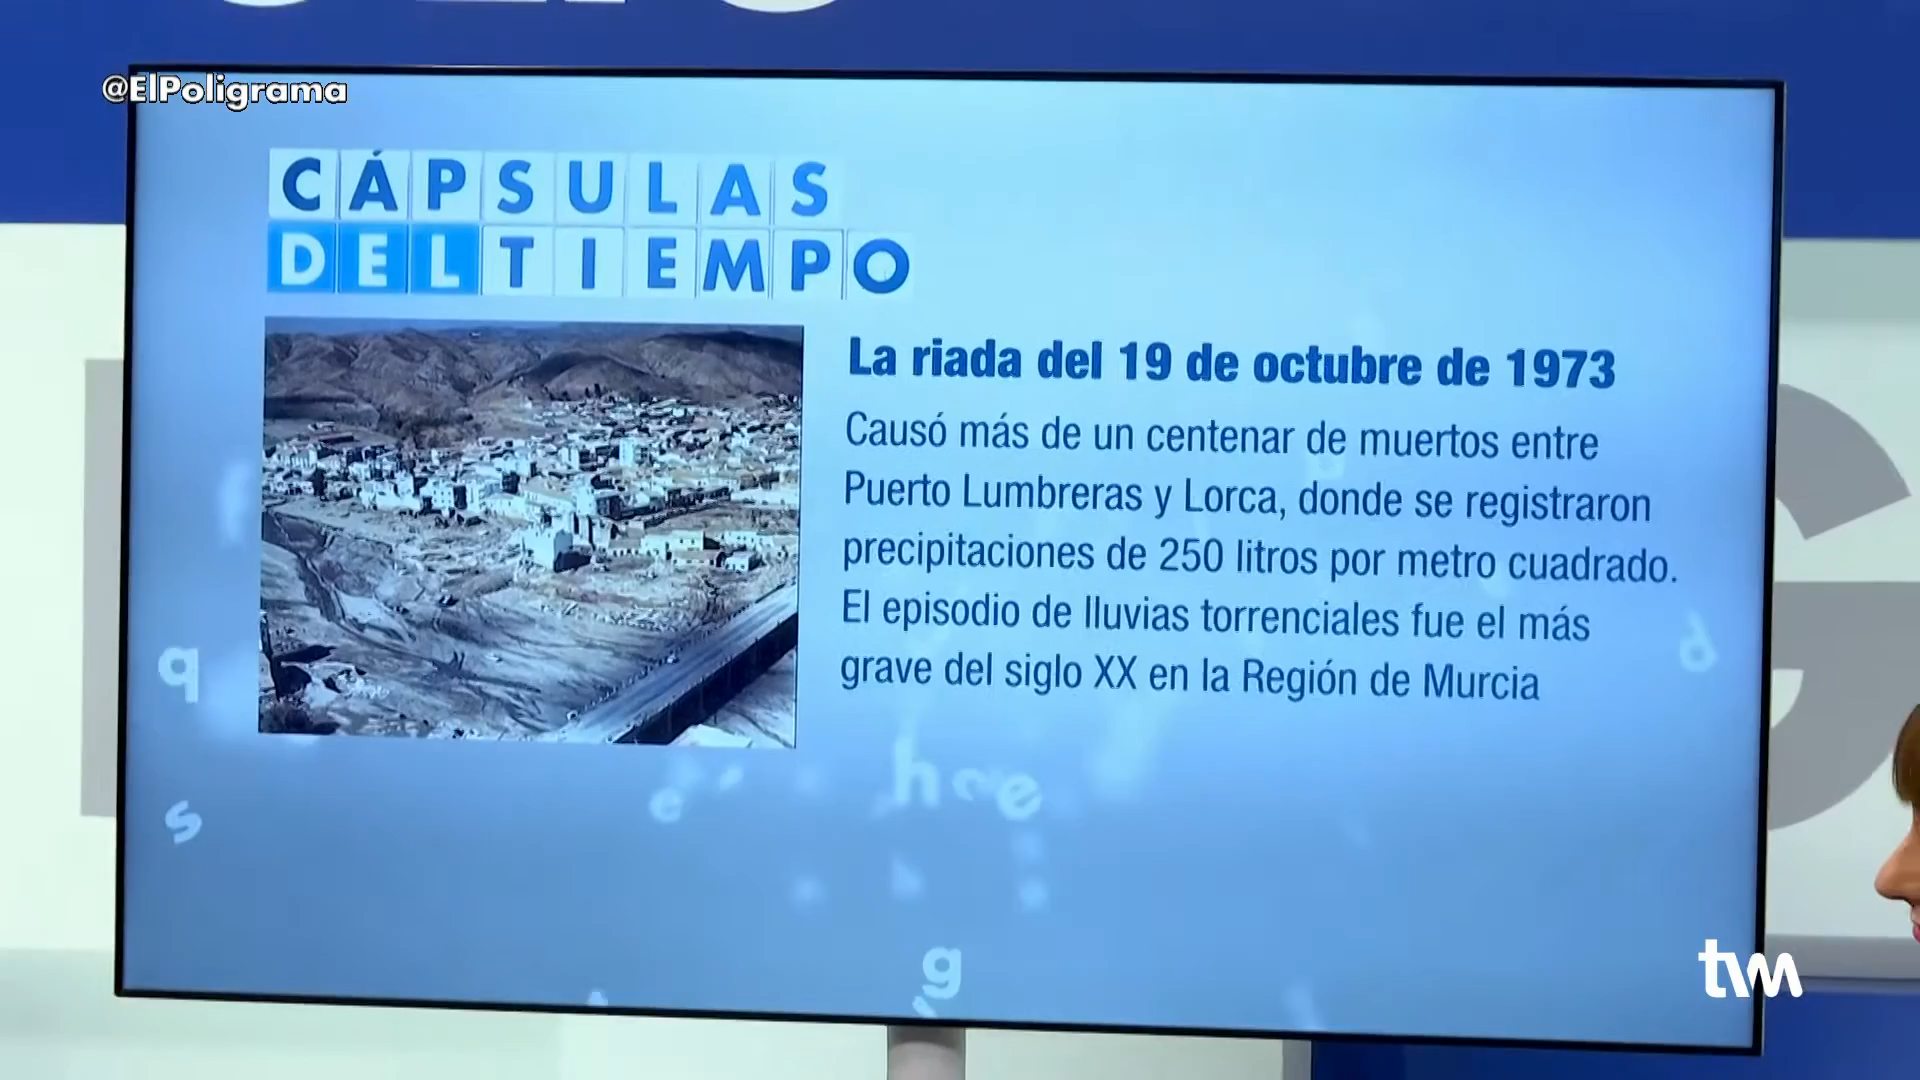 @ElPoligrama
CÁPSULAS
DEL TIEMPO
La riada del 19 de octubre de 1973
Causó más de un centenar de muertos entre
Puerto Lumbreras y Lorca, donde se registraron
precipitaciones de 250 litros por metro cuadrado.
El episodio de lluvias torrenciales fue el más
grave del siglo XX en la Región de Murcia
q
d
s
e
h
e
g
tvm